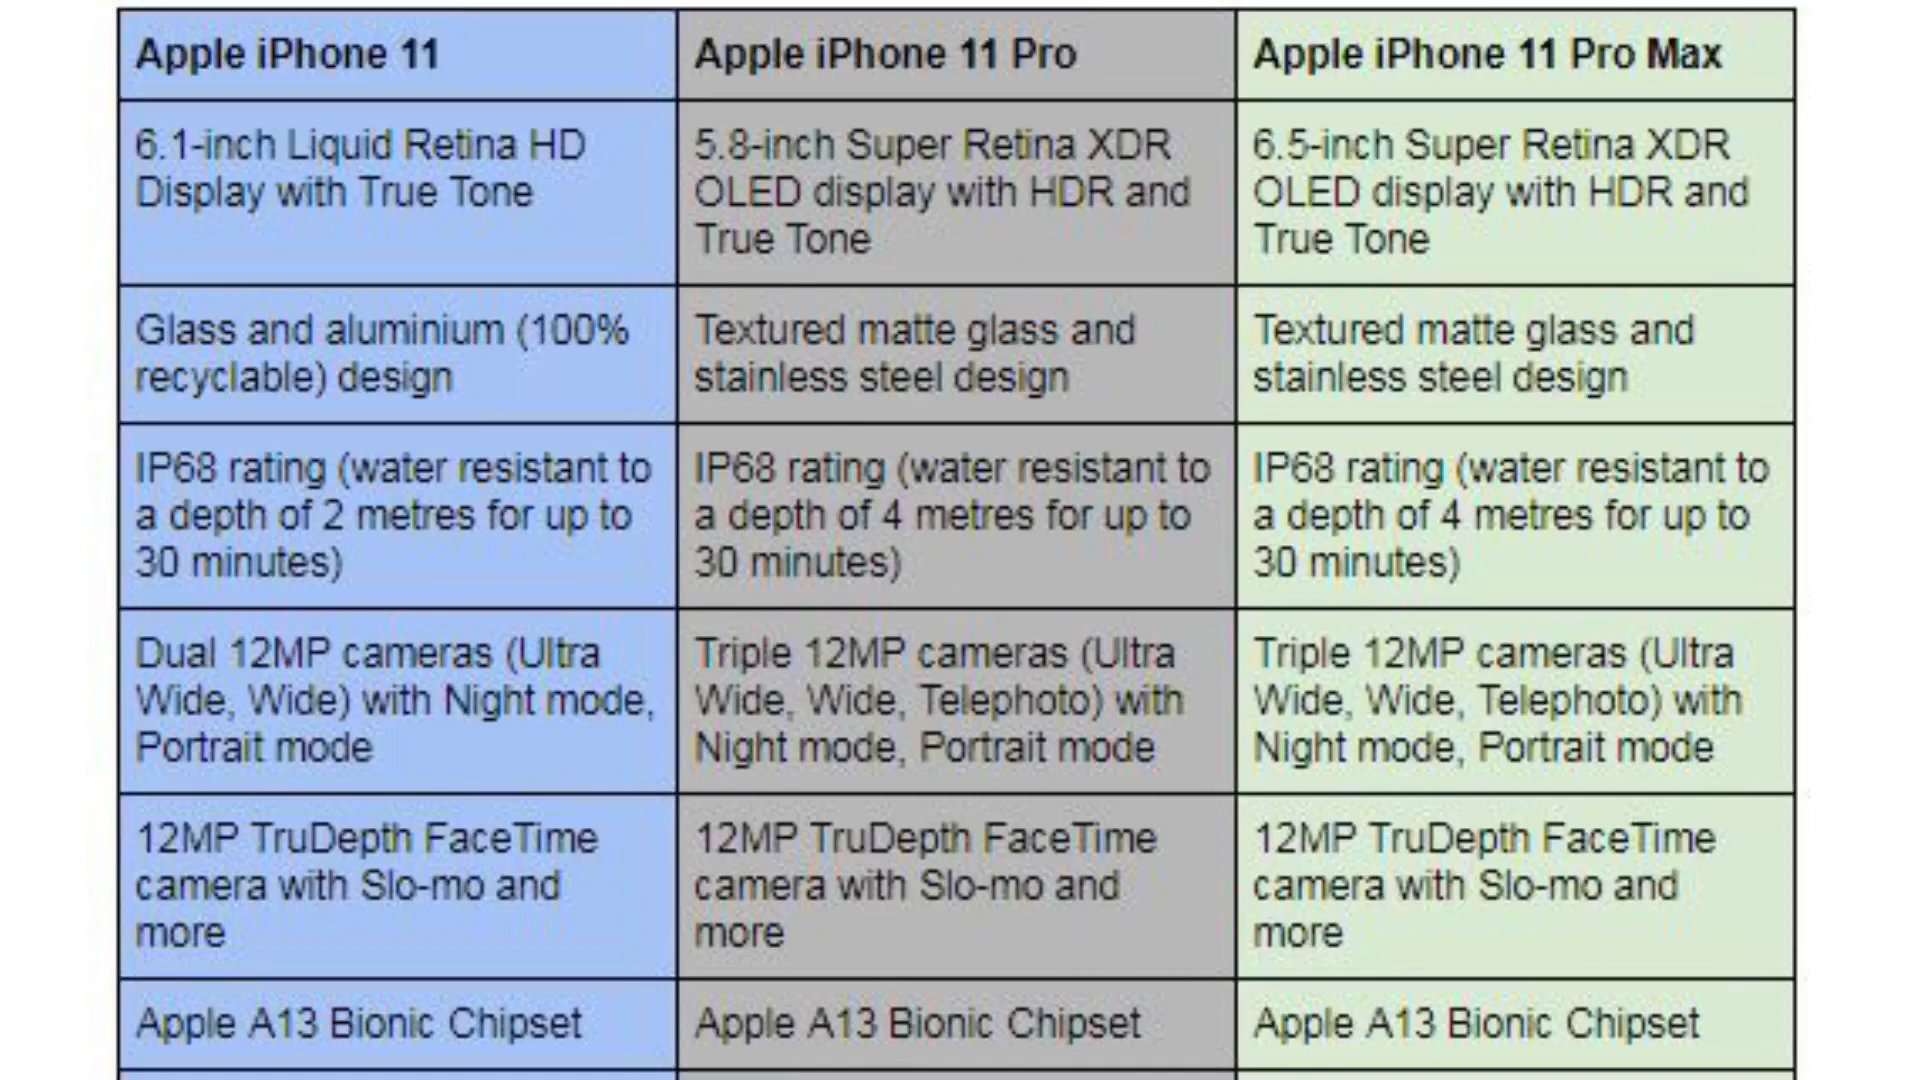 Apple iPhone 11
Apple iPhone 11 Pro
Apple iPhone 11 Pro Max
6.1-inch Liquid Retina HD
Display with True Tone
5.8-inch Super Retina XDR
OLED display with HDR and
True Tone
6.5-inch Super Retina XDR
OLED display with HDR and
True Tone
Glass and aluminium (100%
recyclable) design
Textured matte glass and
stainless steel design
Textured matte glass and
stainless steel design
IP68 rating (water resistant to
a depth of 2 metres for up to
30 minutes)
IP68 rating (water resistant to
a depth of 4 metres for up to
30 minutes)
IP68 rating (water resistant to
a depth of 4 metres for up to
30 minutes)
Dual 12MP cameras (Ultra
Wide, Wide) with Night mode,
Portrait mode
Triple 12MP cameras (Ultra
Wide, Wide, Telephoto) with
Night mode, Portrait mode
Triple 12MP cameras (Ultra
Wide, Wide, Telephoto) with
Night mode, Portrait mode
12MP TruDepth FaceTime
camera with Slo-mo and
more
12MP TruDepth FaceTime
camera with Slo-mo and
more
12MP TruDepth FaceTime
camera with Slo-mo and
more
Apple A13 Bionic Chipset
Apple A13 Bionic Chipset
Apple A13 Bionic Chipset